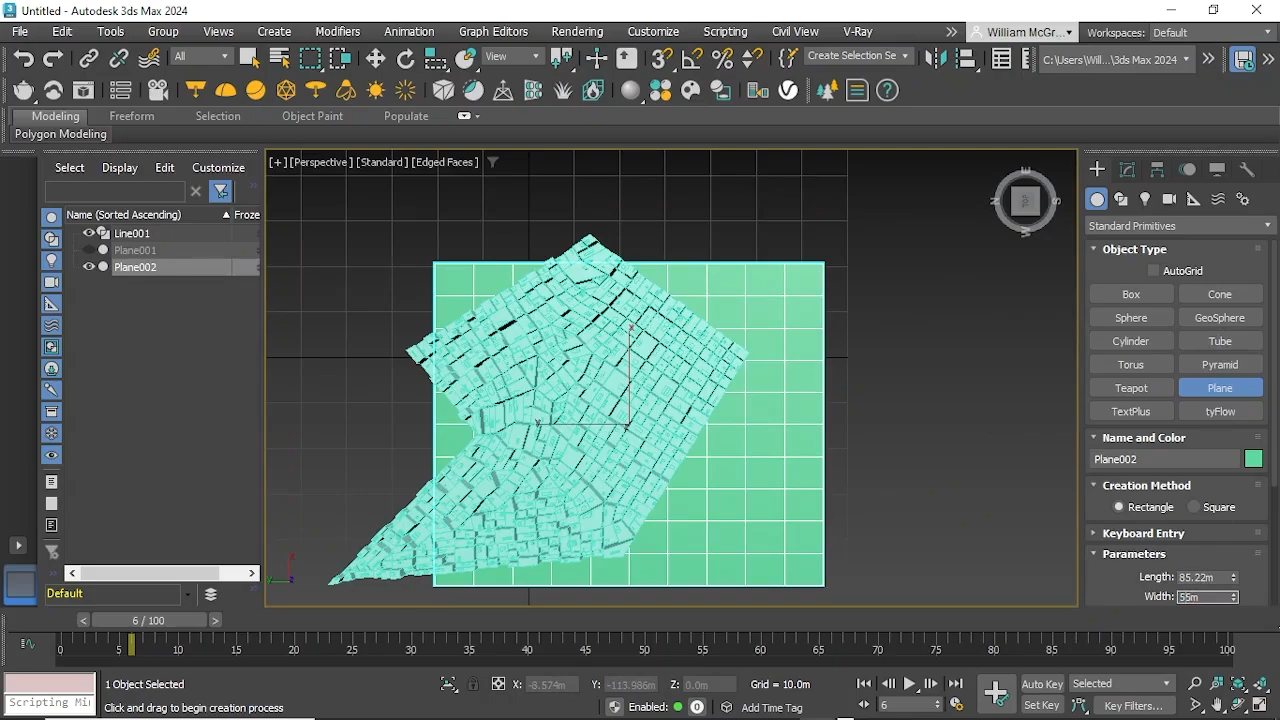 Untitled - Autodesk 3ds Max 2024
File Edit Tools Group Views Create Modifiers Animation Graph Editors Rendering Customize Scripting Civil View V-Ray William McGr... Workspaces: Default
All View Create Selection Se C:\Users\Will...\3ds Max 2024
Modeling Freeform Selection Object Paint Populate
Polygon Modeling
Select Display Edit Customize
[+] [Perspective] [Standard] [Edged Faces]
Name (Sorted Ascending) Froze
Line001
Plane001
Plane002
Standard Primitives
Object Type
AutoGrid
Box Cone
Sphere GeoSphere
Cylinder Tube
Torus Pyramid
Teapot Plane
TextPlus tyFlow
Name and Color
Plane002
Creation Method
Rectangle Square
Keyboard Entry
Parameters
Length: 85.22m
Width: 55m
Default
6 / 100
0 5 10 15 20 25 30 35 40 45 50 55 60 65 70 75 80 85 90 95 100
1 Object Selected X: -8.574m Y: -113.986m Z: 0.0m Grid = 10.0m Auto Key Selected
Scripting Mi
Click and drag to begin creation process Enabled: 0 Add Time Tag 6 Set Key Key Filters...